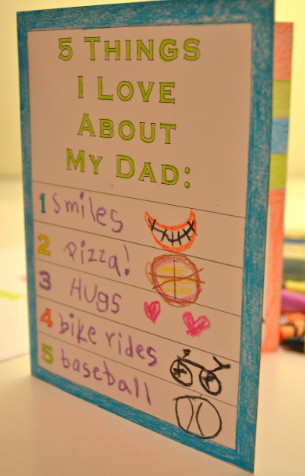 5 THINGS
I LOVE
ABOUT
MY DAD:
1 smiles
2 pizza!
3 HUgs
4 bike rides
5 baseball